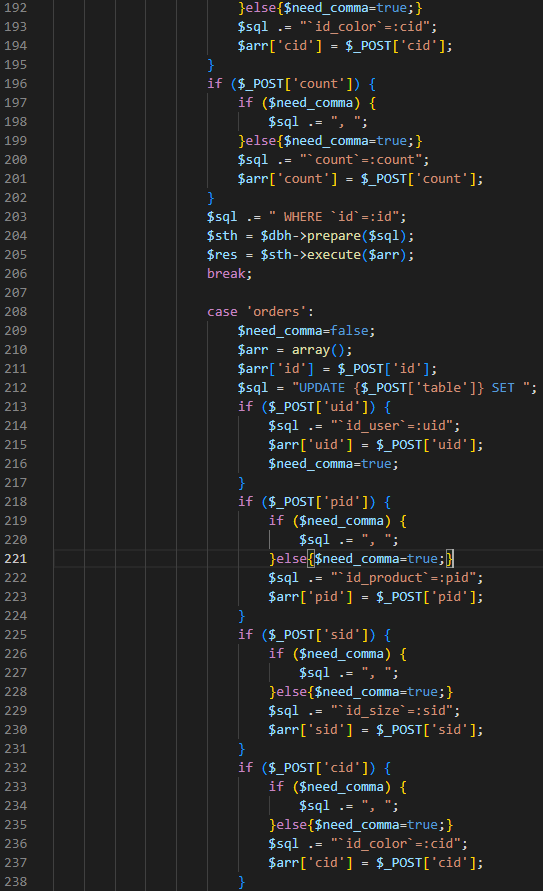 192 }else{$need_comma=true;}
193 $sql .= "`id_color`=:cid";
194 $arr['cid'] = $_POST['cid'];
195 }
196 if ($_POST['count']) {
197 if ($need_comma) {
198 $sql .= ", ";
199 }else{$need_comma=true;}
200 $sql .= "`count`=:count";
201 $arr['count'] = $_POST['count'];
202 }
203 $sql .= " WHERE `id`=:id";
204 $sth = $dbh->prepare($sql);
205 $res = $sth->execute($arr);
206 break;
207
208 case 'orders':
209 $need_comma=false;
210 $arr = array();
211 $arr['id'] = $_POST['id'];
212 $sql = "UPDATE {$_POST['table']} SET ";
213 if ($_POST['uid']) {
214 $sql .= "`id_user`=:uid";
215 $arr['uid'] = $_POST['uid'];
216 $need_comma=true;
217 }
218 if ($_POST['pid']) {
219 if ($need_comma) {
220 $sql .= ", ";
221 }else{$need_comma=true;}
222 $sql .= "`id_product`=:pid";
223 $arr['pid'] = $_POST['pid'];
224 }
225 if ($_POST['sid']) {
226 if ($need_comma) {
227 $sql .= ", ";
228 }else{$need_comma=true;}
229 $sql .= "`id_size`=:sid";
230 $arr['sid'] = $_POST['sid'];
231 }
232 if ($_POST['cid']) {
233 if ($need_comma) {
234 $sql .= ", ";
235 }else{$need_comma=true;}
236 $sql .= "`id_color`=:cid";
237 $arr['cid'] = $_POST['cid'];
238 }